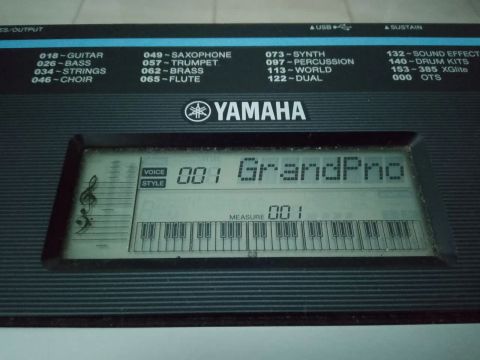 SS/OUTPUT
▲USB
▲SUSTAIN
018~GUITAR 049~SAXOPHONE 073~SYNTH 132~SOUND EFFECT
026~BASS 057~TRUMPET 097~PERCUSSION 140~DRUM KITS
034~STRINGS 062~BRASS 113~WORLD 153~385 XGlite
046~CHOIR 065~FLUTE 122~DUAL 000 OTS
YAMAHA
VOICE 001 GrandPno
STYLE
MEASURE 001